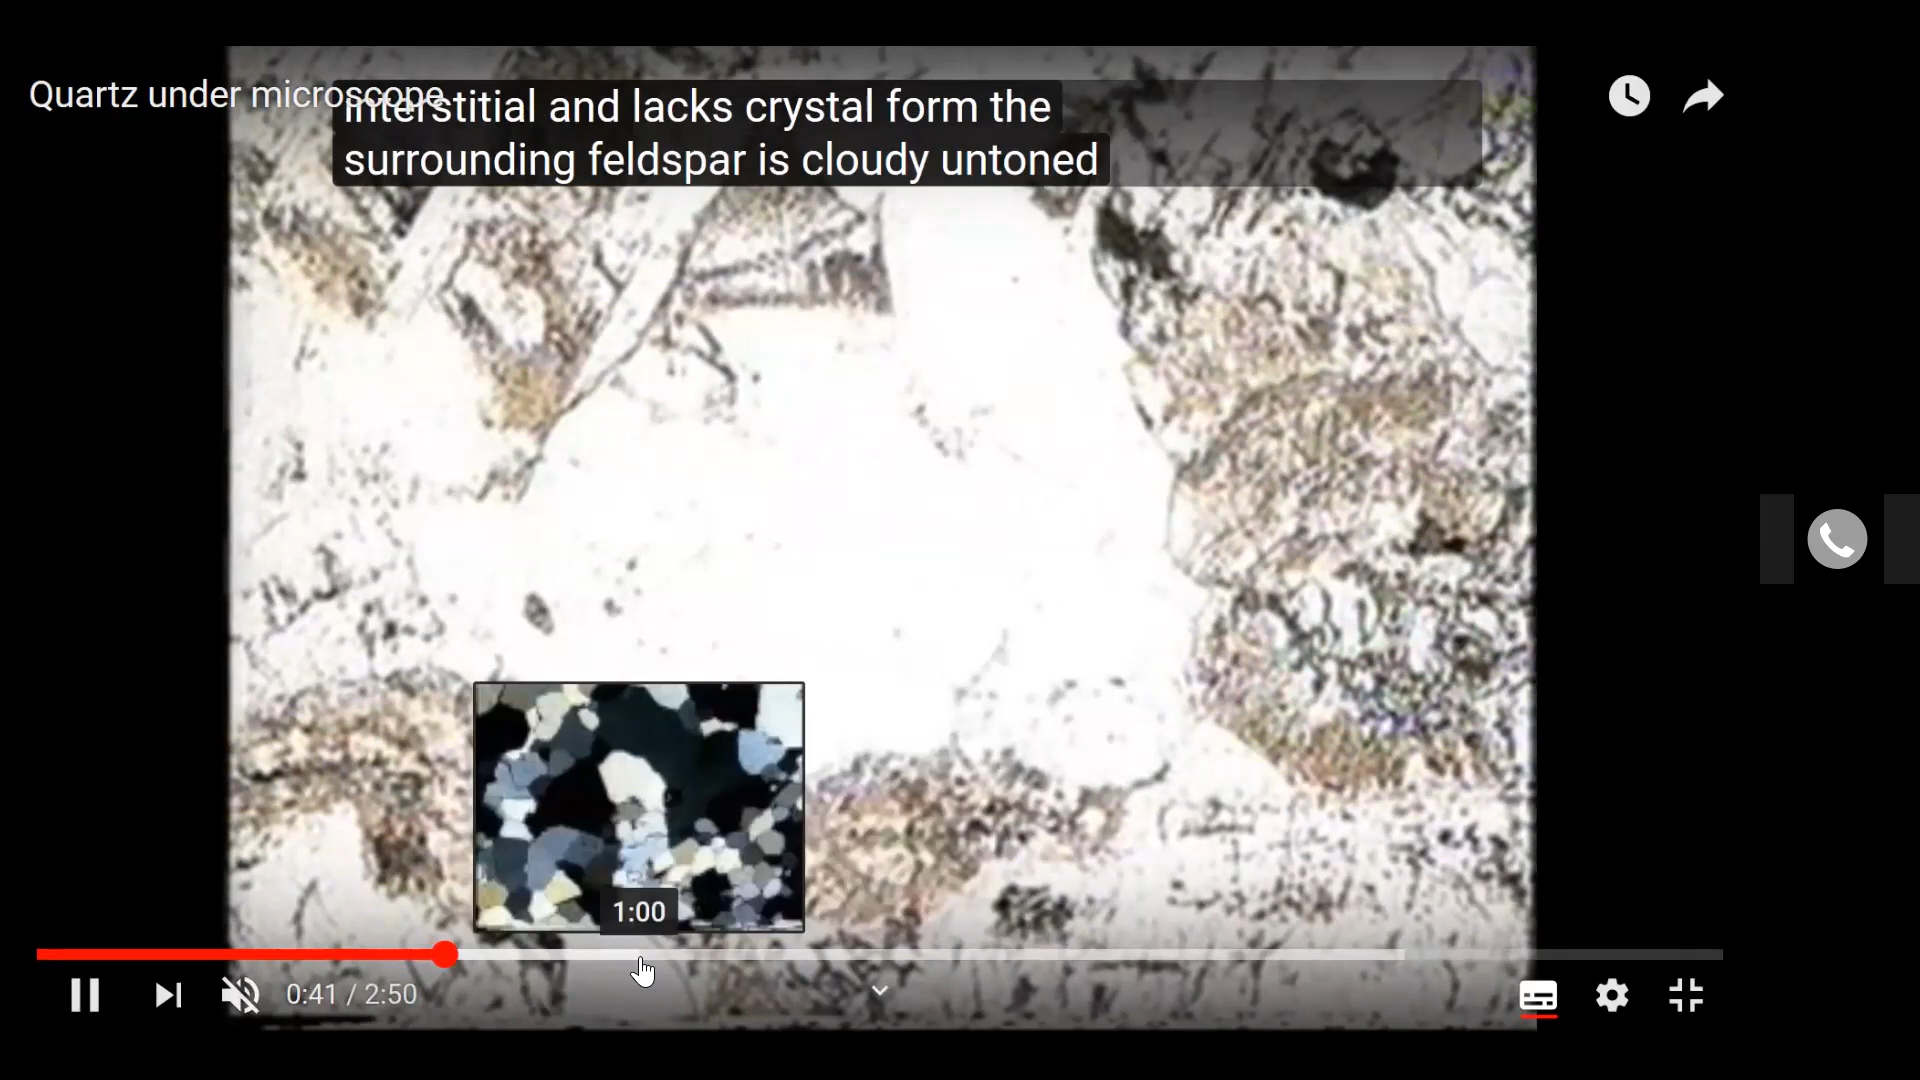 Quartz under microscope
interstitial and lacks crystal form the
surrounding feldspar is cloudy untoned
1:00
0:41 / 2:50